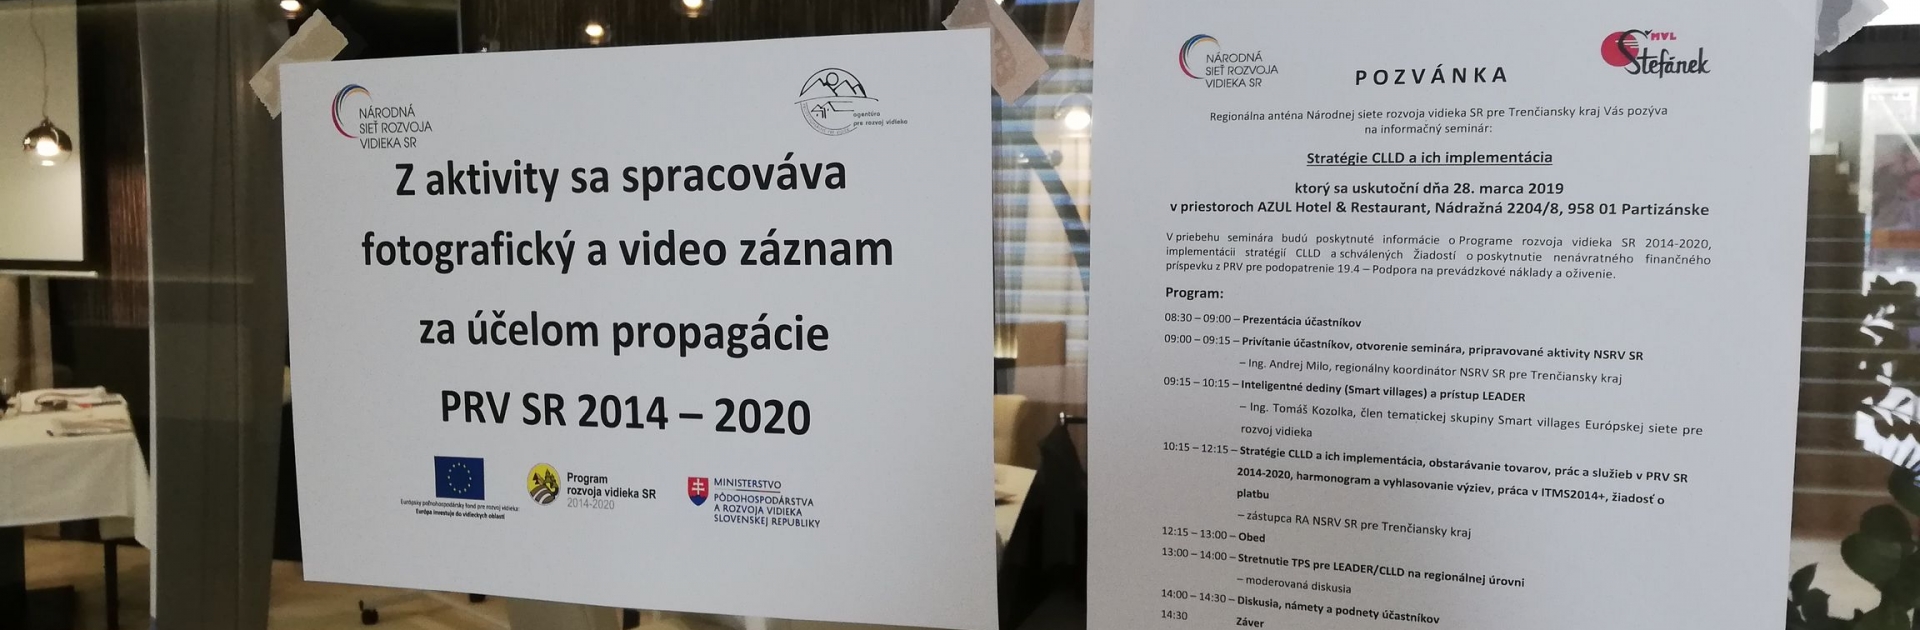 NÁRODNÁ
SIEŤ ROZVOJA
VIDIEKA SR
agentúra
pre rozvoj vidieka
Z aktivity sa spracováva
fotografický a video záznam
za účelom propagácie
PRV SR 2014 – 2020
Európsky poľnohospodársky fond pre rozvoj vidieka:
Európa investuje do vidieckych oblastí
Program
rozvoja vidieka SR
2014-2020
MINISTERSTVO
PÔDOHOSPODÁRSTVA
A ROZVOJA VIDIEKA
SLOVENSKEJ REPUBLIKY
NÁRODNÁ
SIEŤ ROZVOJA
VIDIEKA SR
POZVÁNKA
MVL
Štefánek
Regionálna anténa Národnej siete rozvoja vidieka SR pre Trenčiansky kraj Vás pozýva
na informačný seminár:
Stratégie CLLD a ich implementácia
ktorý sa uskutoční dňa 28. marca 2019
v priestoroch AZUL Hotel & Restaurant, Nádražná 2204/8, 958 01 Partizánske
V priebehu seminára budú poskytnuté informácie o Programe rozvoja vidieka SR 2014-2020,
implementácii stratégií CLLD a schválených Žiadostí o poskytnutie nenávratného finančného
príspevku z PRV pre podopatrenie 19.4 – Podpora na prevádzkové náklady a oživenie.
Program:
08:30 – 09:00 – Prezentácia účastníkov
09:00 – 09:15 – Privítanie účastníkov, otvorenie seminára, pripravované aktivity NSRV SR
– Ing. Andrej Milo, regionálny koordinátor NSRV SR pre Trenčiansky kraj
09:15 – 10:15 – Inteligentné dediny (Smart villages) a prístup LEADER
– Ing. Tomáš Kozolka, člen tematickej skupiny Smart villages Európskej siete pre
rozvoj vidieka
10:15 – 12:15 – Stratégie CLLD a ich implementácia, obstarávanie tovarov, prác a služieb v PRV SR
2014-2020, harmonogram a vyhlasovanie výziev, práca v ITMS2014+, žiadosť o
platbu
– zástupca RA NSRV SR pre Trenčiansky kraj
12:15 – 13:00 – Obed
13:00 – 14:00 – Stretnutie TPS pre LEADER/CLLD na regionálnej úrovni
– moderovaná diskusia
14:00 – 14:30 – Diskusia, námety a podnety účastníkov
14:30 Záver